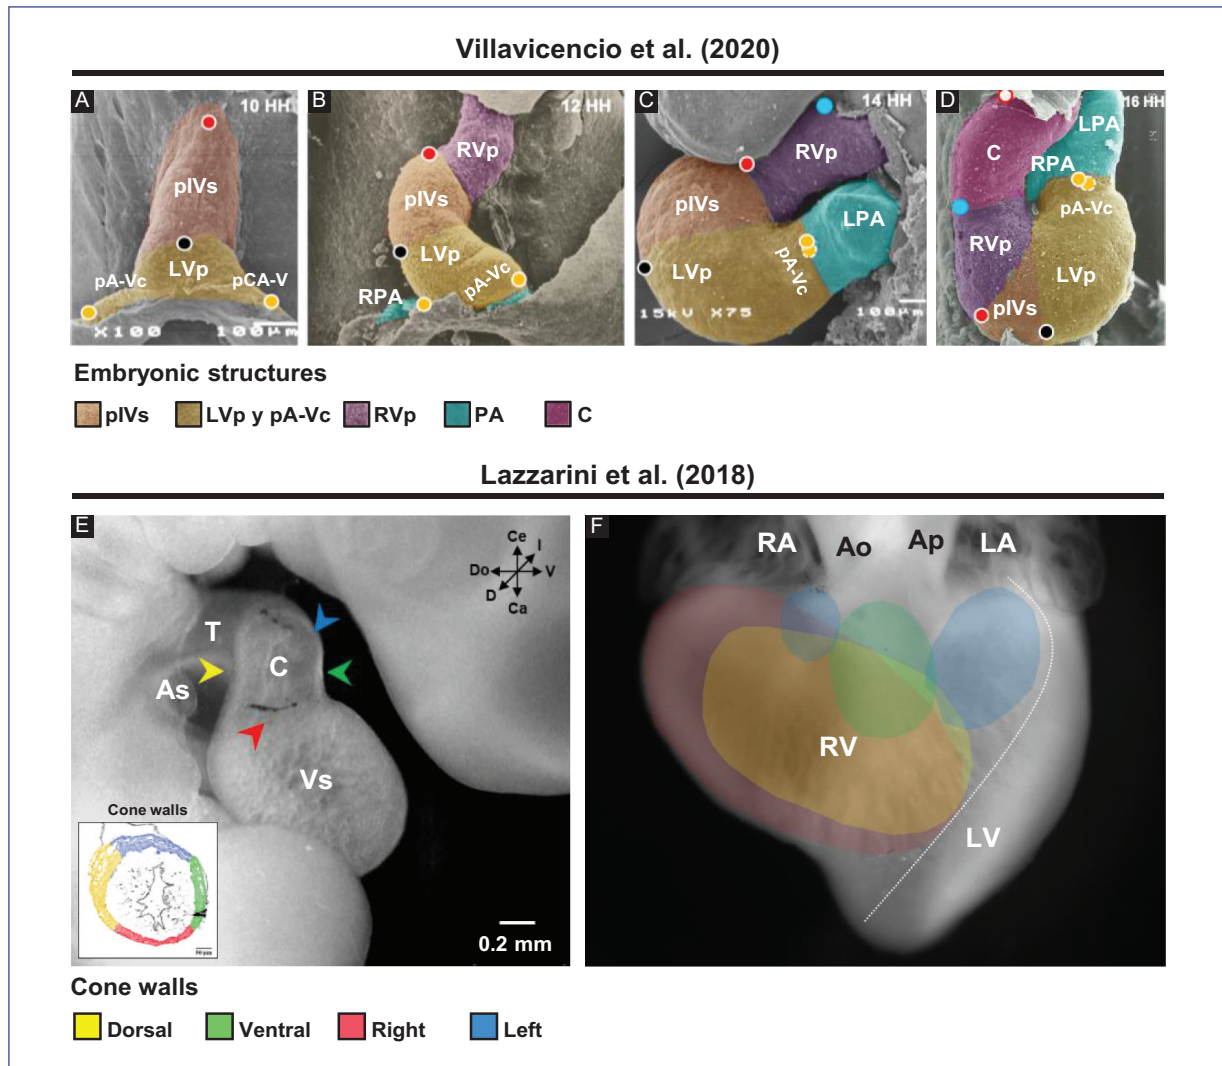 Villavicencio et al. (2020)
A
10 HH
pIVs
LVp
pA-Vc
pCA-V
X100
100µm
B
12 HH
RVp
pIVs
LVp
pA-Vc
RPA
C
14 HH
RVp
pIVs
LPA
LVp
pA-Vc
15kV X75
100µm
D
16 HH
LPA
C
RPA
pA-Vc
RVp
LVp
pIVs
Embryonic structures
pIVs
LVp y pA-Vc
RVp
PA
C
Lazzarini et al. (2018)
E
Ce
I
Do
V
D
Ca
T
C
As
Vs
Cone walls
0.2 mm
F
RA
Ao
Ap
LA
RV
LV
Cone walls
Dorsal
Ventral
Right
Left